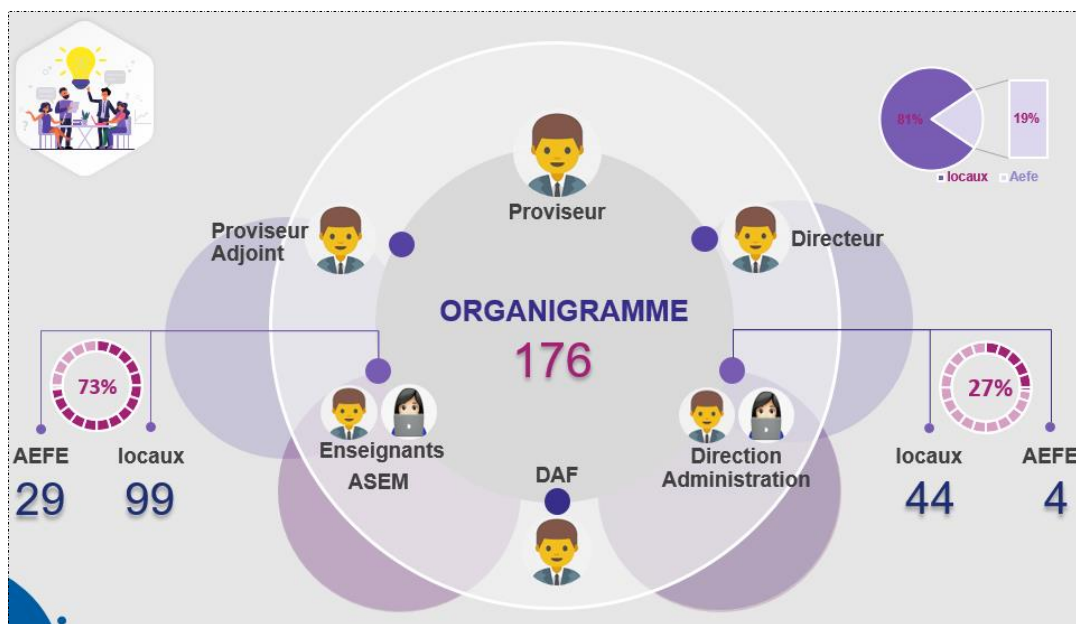 81%
19%
locaux
Aefe
Proviseur
Proviseur
Adjoint
Directeur
ORGANIGRAMME
176
73%
27%
AEFE
locaux
29
99
Enseignants
ASEM
DAF
Direction
Administration
locaux
AEFE
44
4